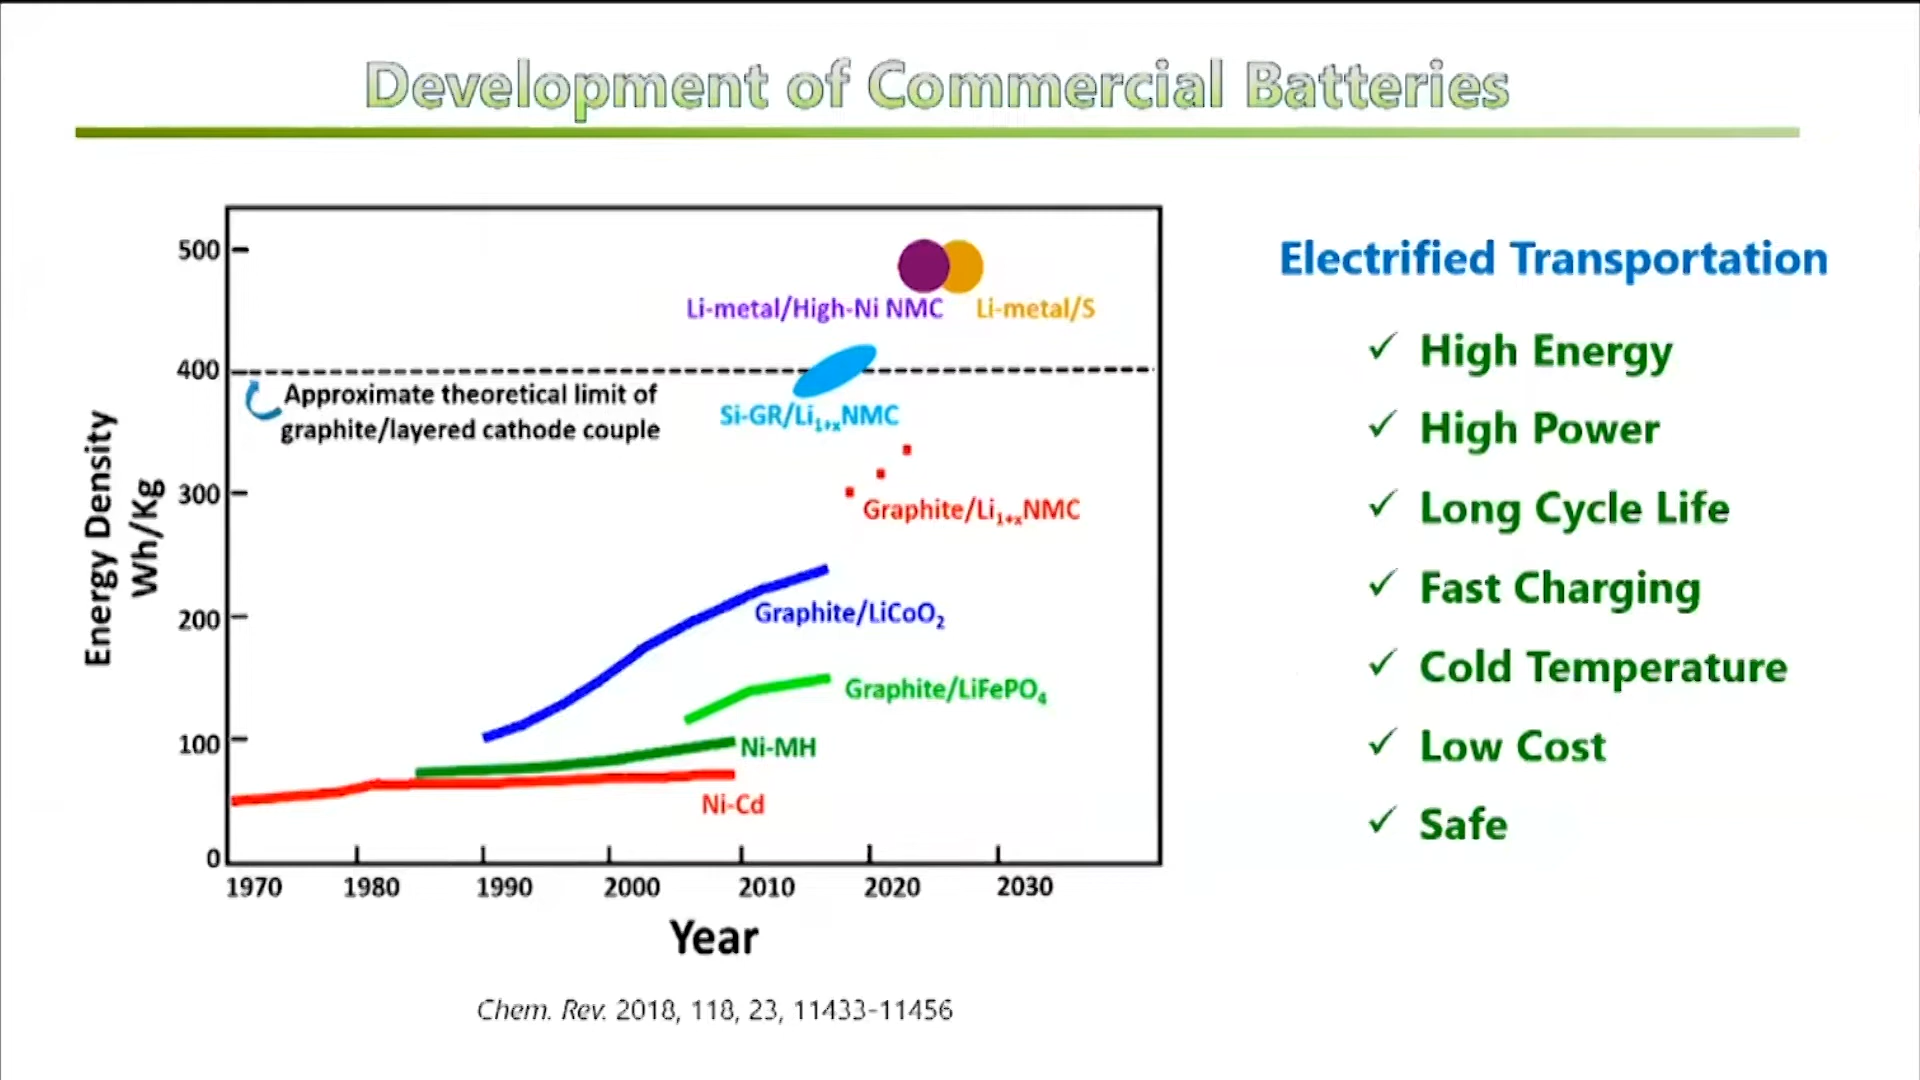 Development of Commercial Batteries
500
400
300
200
100
0
Energy Density
Wh/Kg
Li-metal/High-Ni NMC
Li-metal/S
Approximate theoretical limit of
graphite/layered cathode couple
Si-GR/Li₁₊ₓNMC
Graphite/Li₁₊ₓNMC
Graphite/LiCoO₂
Graphite/LiFePO₄
Ni-MH
Ni-Cd
1970 1980 1990 2000 2010 2020 2030
Year
Chem. Rev. 2018, 118, 23, 11433-11456
Electrified Transportation
✓ High Energy
✓ High Power
✓ Long Cycle Life
✓ Fast Charging
✓ Cold Temperature
✓ Low Cost
✓ Safe